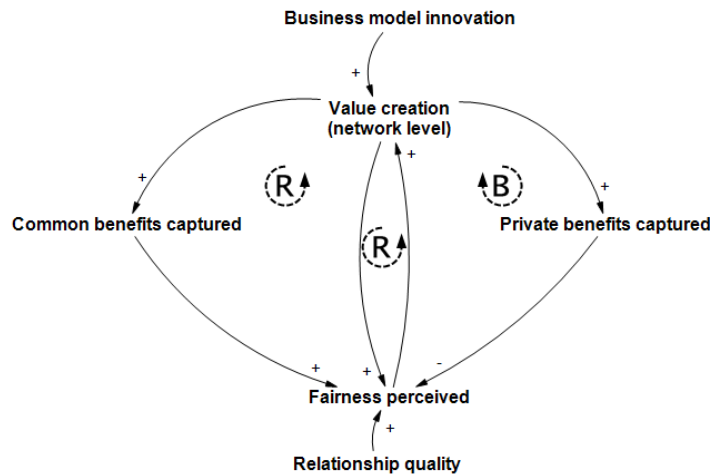 Business model innovation
+
Value creation
(network level)
+
+
+
R
B
Common benefits captured
Private benefits captured
R
+
+
-
Fairness perceived
+
Relationship quality